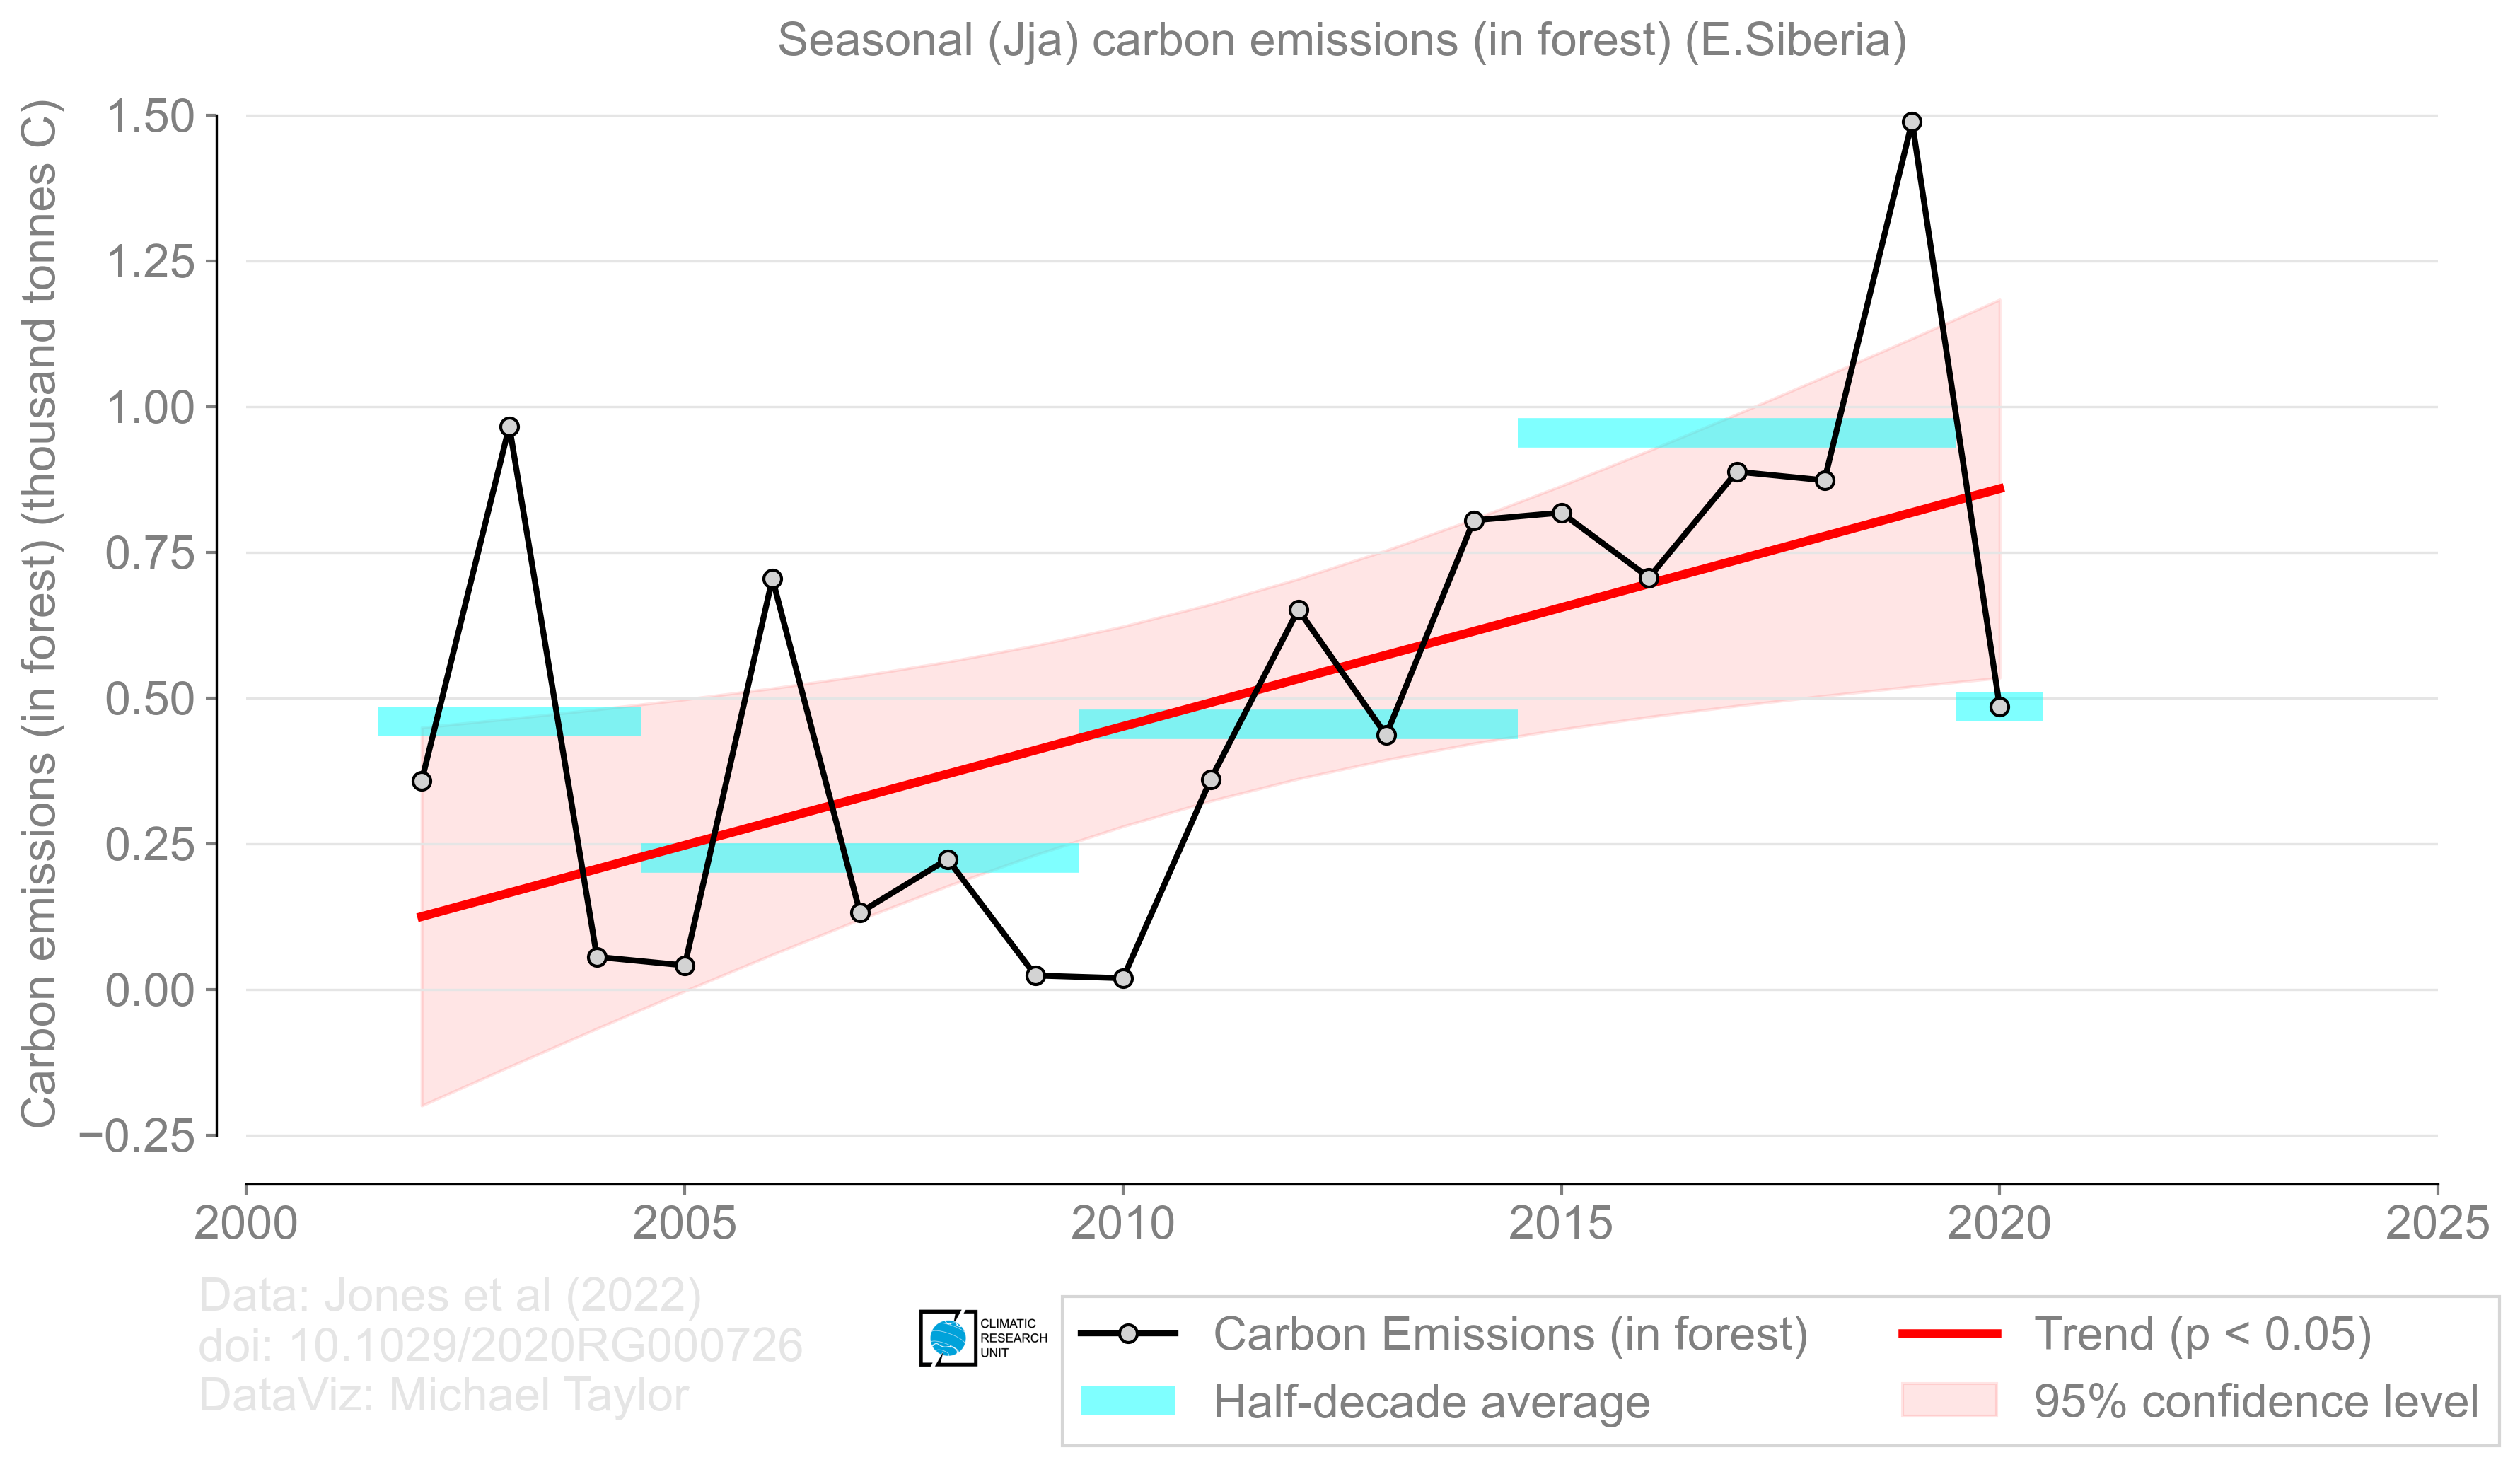 Seasonal (Jja) carbon emissions (in forest) (E.Siberia)
Carbon emissions (in forest) (thousand tonnes C)
1.50
1.25
1.00
0.75
0.50
0.25
0.00
−0.25
2000 2005 2010 2015 2020 2025
Data: Jones et al (2022)
doi: 10.1029/2020RG000726
DataViz: Michael Taylor
CLIMATIC
RESEARCH
UNIT
Carbon Emissions (in forest)
Half-decade average
Trend (p < 0.05)
95% confidence level